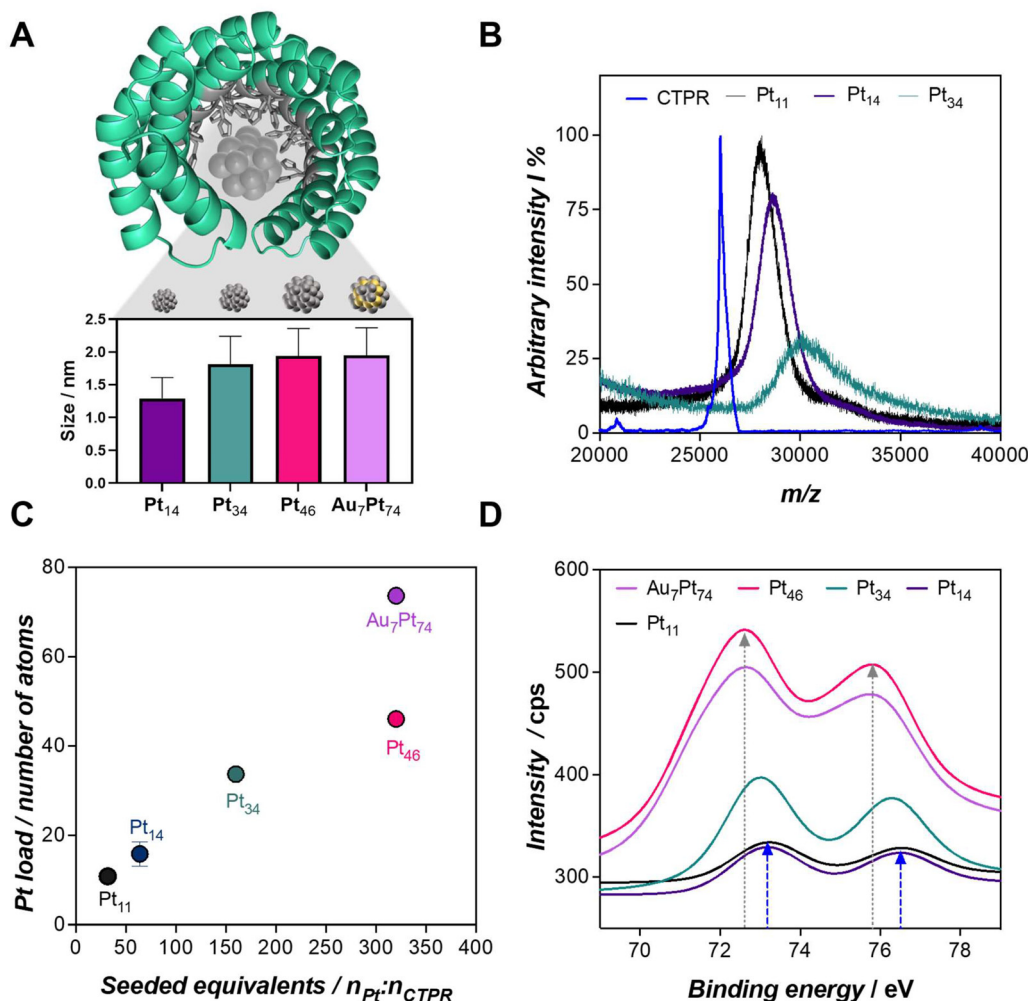 A
2.5
2.0
1.5
1.0
0.5
0.0
Size / nm
Pt14 Pt34 Pt46 Au7Pt74
B
CTPR Pt11 Pt14 Pt34
100
75
50
25
0
Arbitrary intensity I %
20000 25000 30000 35000 40000
m/z
C
80
60
40
20
0
Pt load / number of atoms
Au7Pt74
Pt46
Pt34
Pt14
Pt11
0 50 100 150 200 250 300 350 400
Seeded equivalents / nPt:nCTPR
D
600
500
400
300
Intensity / cps
Au7Pt74 Pt46 Pt34 Pt14
Pt11
70 72 74 76 78
Binding energy / eV